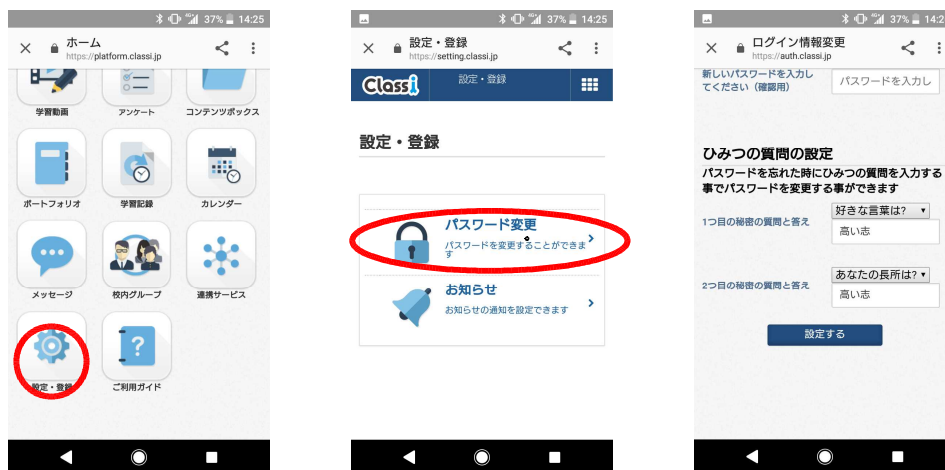 37% 14:25
ホーム
https://platform.classi.jp
学習動画 アンケート コンテンツボックス
ポートフォリオ 学習記録 カレンダー
メッセージ 校内グループ 連携サービス
設定・登録 ご利用ガイド
37% 14:25
設定・登録
https://setting.classi.jp
Classi 設定・登録
設定・登録
パスワード変更
パスワードを変更することができま
す
お知らせ
お知らせの通知を設定できます
37% 14:2
ログイン情報変更
https://auth.classi.jp
新しいパスワードを入力し
てください（確認用）
パスワードを入力し
ひみつの質問の設定
パスワードを忘れた時にひみつの質問を入力する
事でパスワードを変更する事ができます
好きな言葉は?
1つ目の秘密の質問と答え
高い志
あなたの長所は?
2つ目の秘密の質問と答え
高い志
設定する